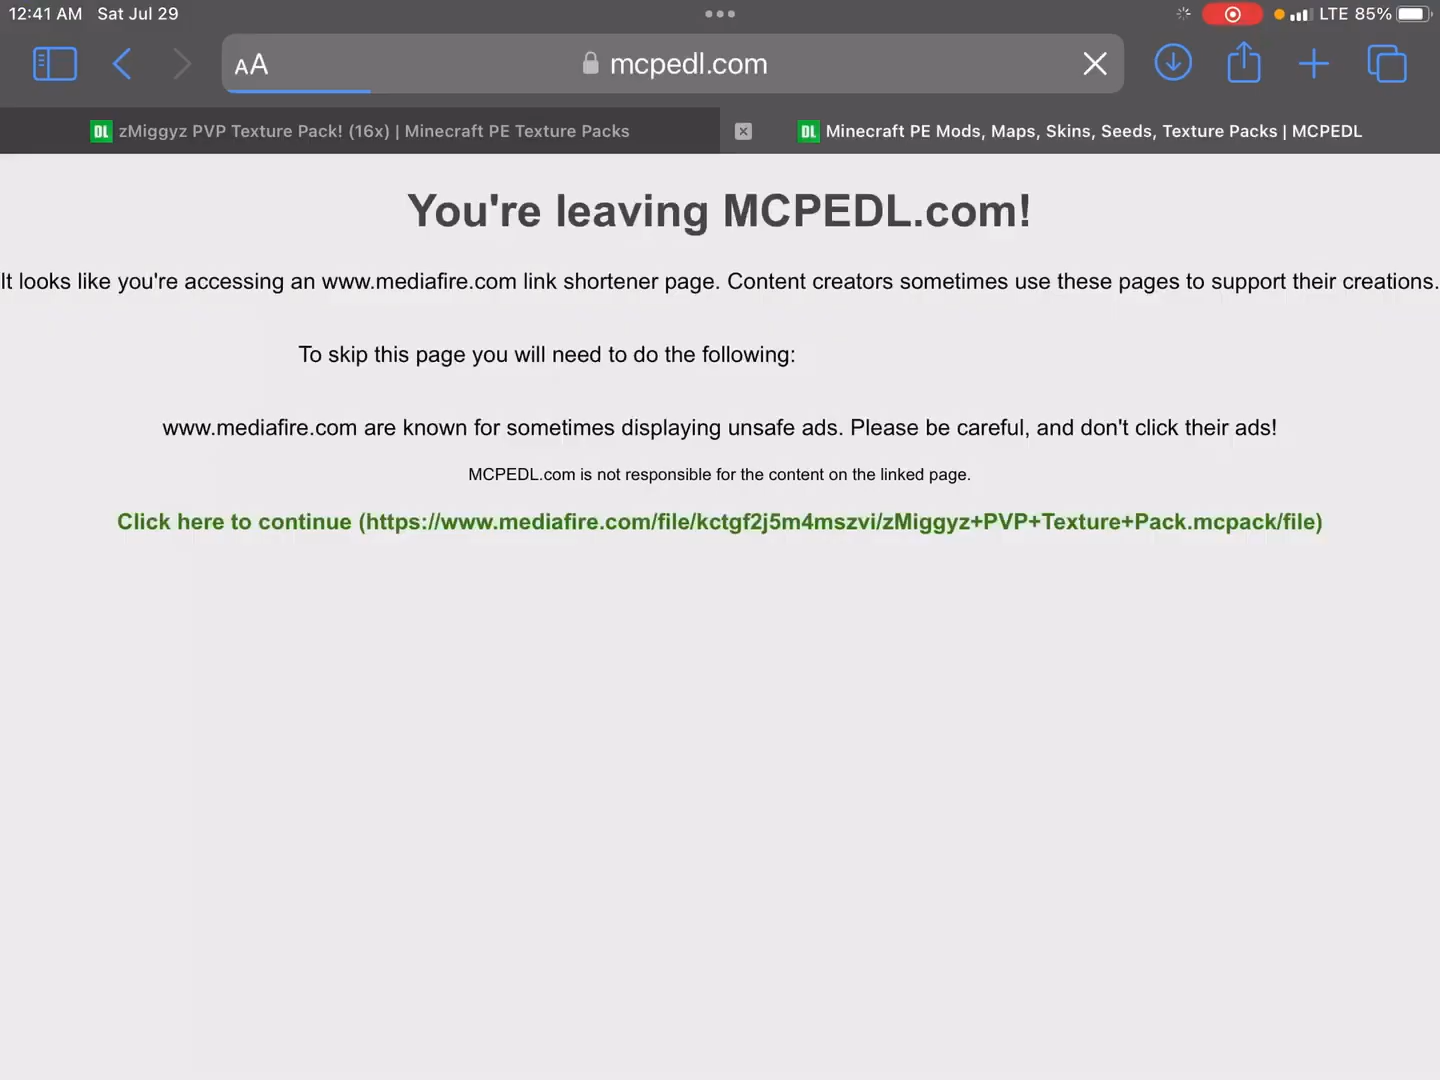 12:41 AM Sat Jul 29
LTE 85%
AA
mcpedl.com
DL zMiggyz PVP Texture Pack! (16x) | Minecraft PE Texture Packs
DL Minecraft PE Mods, Maps, Skins, Seeds, Texture Packs | MCPEDL
You're leaving MCPEDL.com!
It looks like you're accessing an www.mediafire.com link shortener page. Content creators sometimes use these pages to support their creations.
To skip this page you will need to do the following:
www.mediafire.com are known for sometimes displaying unsafe ads. Please be careful, and don't click their ads!
MCPEDL.com is not responsible for the content on the linked page.
Click here to continue (https://www.mediafire.com/file/kctgf2j5m4mszvi/zMiggyz+PVP+Texture+Pack.mcpack/file)